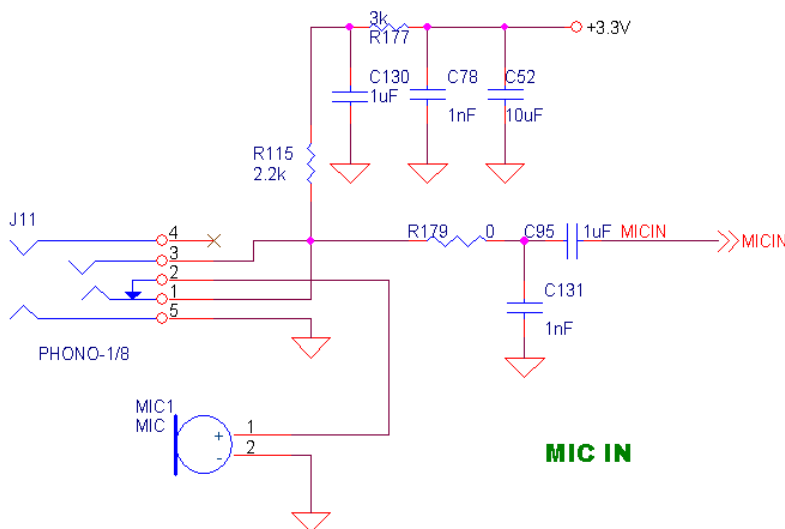 3k
R177
+3.3V
C130
1uF
C78
1nF
C52
10uF
R115
2.2k
J11
4
3
2
1
5
R179 0
C95 1uF
MICIN
MICIN
C131
1nF
PHONO-1/8
MIC1
MIC
+ 1
- 2
MIC IN